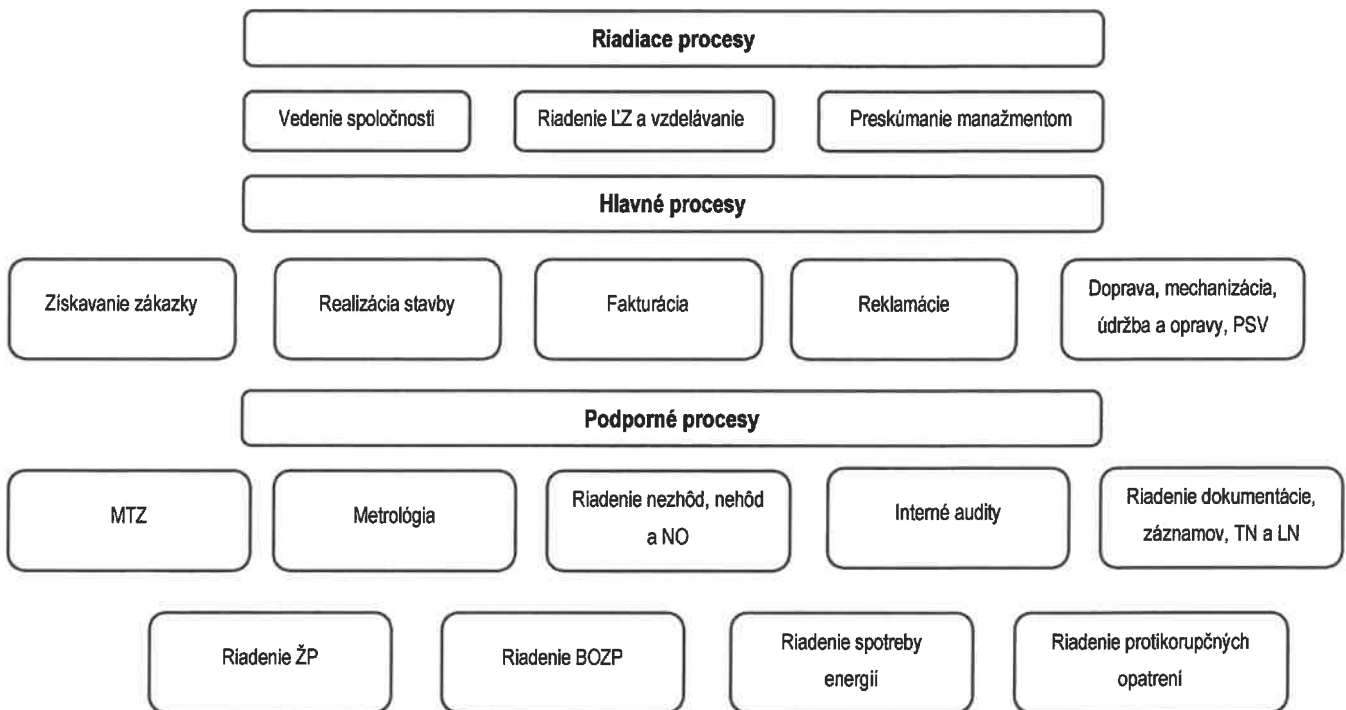 Riadiace procesy
Vedenie spoločnosti
Riadenie ĽZ a vzdelávanie
Preskúmanie manažmentom
Hlavné procesy
Získavanie zákazky
Realizácia stavby
Fakturácia
Reklamácie
Doprava, mechanizácia,
údržba a opravy, PSV
Podporné procesy
MTZ
Metrológia
Riadenie nezhôd, nehôd
a NO
Interné audity
Riadenie dokumentácie,
záznamov, TN a LN
Riadenie ŽP
Riadenie BOZP
Riadenie spotreby
energií
Riadenie protikorupčných
opatrení